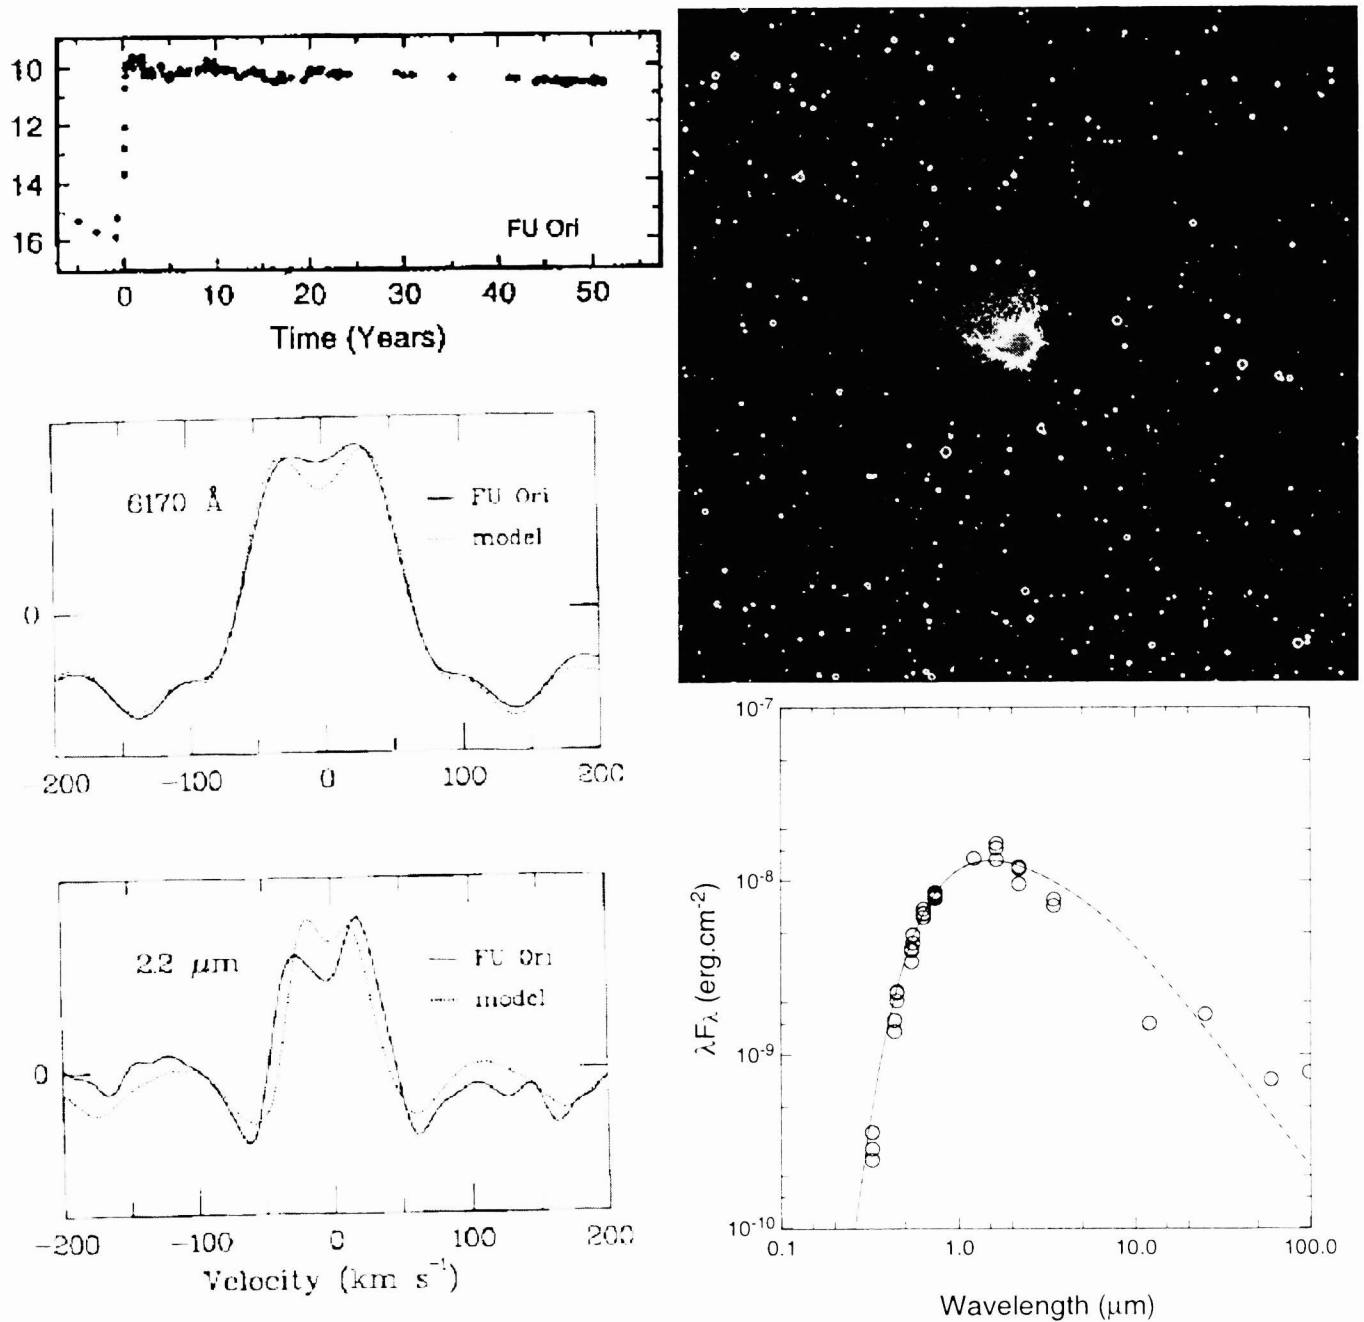 10
12
14
16
FU Ori
0 10 20 30 40 50
Time (Years)
6170 Å
FU Ori
model
0
-200 -100 0 100 200
2.2 μm
FU Ori
model
0
-200 -100 0 100 200
Velocity (km s⁻¹)
10⁻⁷
10⁻⁸
10⁻⁹
10⁻¹⁰
λFλ (erg.cm⁻²)
0.1 1.0 10.0 100.0
Wavelength (μm)